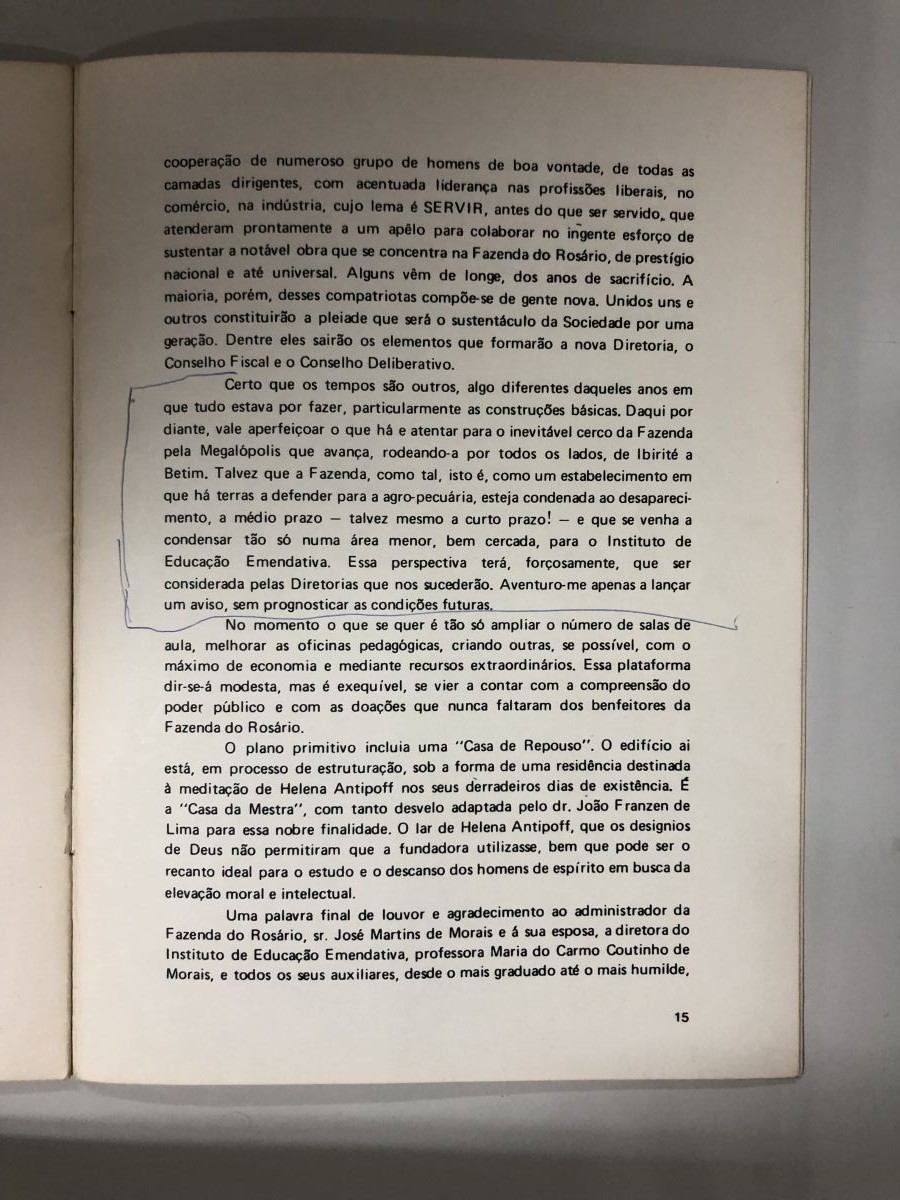 cooperação de numeroso grupo de homens de boa vontade, de todas as
camadas dirigentes, com acentuada liderança nas profissões liberais, no
comércio, na indústria, cujo lema é SERVIR, antes do que ser servido, que
atenderam prontamente a um apêlo para colaborar no ingente esforço de
sustentar a notável obra que se concentra na Fazenda do Rosário, de prestígio
nacional e até universal. Alguns vêm de longe, dos anos de sacrifício. A
maioria, porém, desses compatriotas compõe-se de gente nova. Unidos uns e
outros constituirão a pleiade que será o sustentáculo da Sociedade por uma
geração. Dentre eles sairão os elementos que formarão a nova Diretoria, o
Conselho Fiscal e o Conselho Deliberativo.
Certo que os tempos são outros, algo diferentes daqueles anos em
que tudo estava por fazer, particularmente as construções básicas. Daqui por
diante, vale aperfeiçoar o que há e atentar para o inevitável cerco da Fazenda
pela Megalópolis que avança, rodeando-a por todos os lados, de Ibirité a
Betim. Talvez que a Fazenda, como tal, isto é, como um estabelecimento em
que há terras a defender para a agro-pecuária, esteja condenada ao desapareci-
mento, a médio prazo — talvez mesmo a curto prazo! — e que se venha a
condensar tão só numa área menor, bem cercada, para o Instituto de
Educação Emendativa. Essa perspectiva terá, forçosamente, que ser
considerada pelas Diretorias que nos sucederão. Aventuro-me apenas a lançar
um aviso, sem prognosticar as condições futuras.
No momento o que se quer é tão só ampliar o número de salas de
aula, melhorar as oficinas pedagógicas, criando outras, se possível, com o
máximo de economia e mediante recursos extraordinários. Essa plataforma
dir-se-á modesta, mas é exequível, se vier a contar com a compreensão do
poder público e com as doações que nunca faltaram dos benfeitores da
Fazenda do Rosário.
O plano primitivo incluia uma "Casa de Repouso". O edifício ai
está, em processo de estruturação, sob a forma de uma residência destinada
à meditação de Helena Antipoff nos seus derradeiros dias de existência. É
a "Casa da Mestra", com tanto desvelo adaptada pelo dr. João Franzen de
Lima para essa nobre finalidade. O lar de Helena Antipoff, que os designios
de Deus não permitiram que a fundadora utilizasse, bem que pode ser o
recanto ideal para o estudo e o descanso dos homens de espírito em busca da
elevação moral e intelectual.
Uma palavra final de louvor e agradecimento ao administrador da
Fazenda do Rosário, sr. José Martins de Morais e á sua esposa, a diretora do
Instituto de Educação Emendativa, professora Maria do Carmo Coutinho de
Morais, e todos os seus auxiliares, desde o mais graduado até o mais humilde,
15